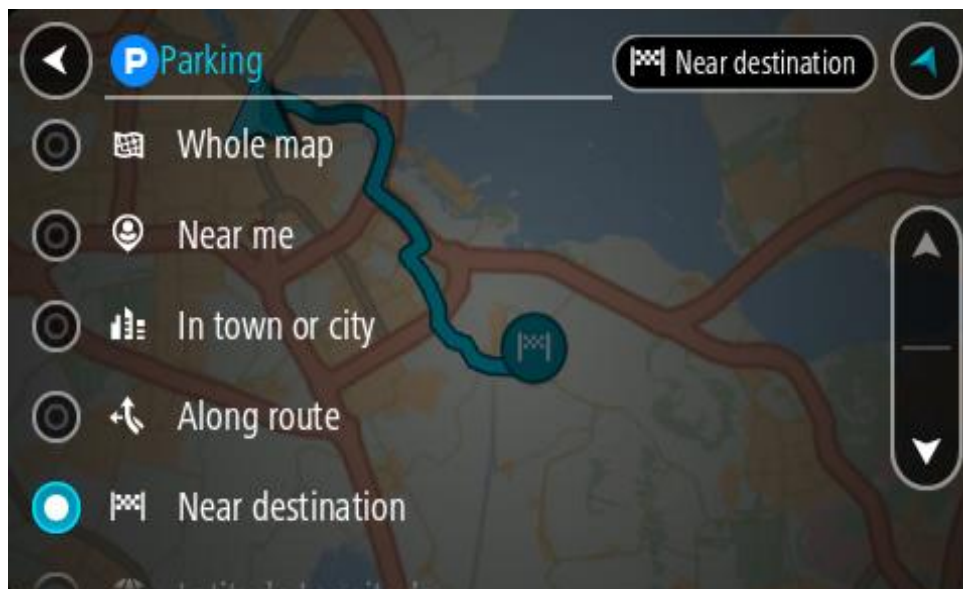 P Parking
Near destination
Whole map
Near me
In town or city
Along route
Near destination